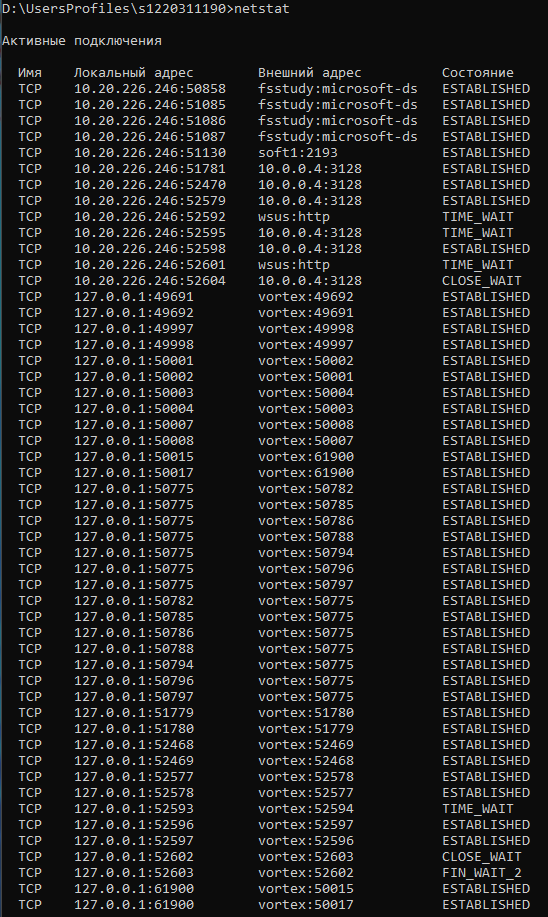 D:\UsersProfiles\s1220311190>netstat
Активные подключения
Имя Локальный адрес Внешний адрес Состояние
TCP 10.20.226.246:50858 fsstudy:microsoft-ds ESTABLISHED
TCP 10.20.226.246:51085 fsstudy:microsoft-ds ESTABLISHED
TCP 10.20.226.246:51086 fsstudy:microsoft-ds ESTABLISHED
TCP 10.20.226.246:51087 fsstudy:microsoft-ds ESTABLISHED
TCP 10.20.226.246:51130 soft1:2193 ESTABLISHED
TCP 10.20.226.246:51781 10.0.0.4:3128 ESTABLISHED
TCP 10.20.226.246:52470 10.0.0.4:3128 ESTABLISHED
TCP 10.20.226.246:52579 10.0.0.4:3128 ESTABLISHED
TCP 10.20.226.246:52592 wsus:http TIME_WAIT
TCP 10.20.226.246:52595 10.0.0.4:3128 TIME_WAIT
TCP 10.20.226.246:52598 10.0.0.4:3128 ESTABLISHED
TCP 10.20.226.246:52601 wsus:http TIME_WAIT
TCP 10.20.226.246:52604 10.0.0.4:3128 CLOSE_WAIT
TCP 127.0.0.1:49691 vortex:49692 ESTABLISHED
TCP 127.0.0.1:49692 vortex:49691 ESTABLISHED
TCP 127.0.0.1:49997 vortex:49998 ESTABLISHED
TCP 127.0.0.1:49998 vortex:49997 ESTABLISHED
TCP 127.0.0.1:50001 vortex:50002 ESTABLISHED
TCP 127.0.0.1:50002 vortex:50001 ESTABLISHED
TCP 127.0.0.1:50003 vortex:50004 ESTABLISHED
TCP 127.0.0.1:50004 vortex:50003 ESTABLISHED
TCP 127.0.0.1:50007 vortex:50008 ESTABLISHED
TCP 127.0.0.1:50008 vortex:50007 ESTABLISHED
TCP 127.0.0.1:50015 vortex:61900 ESTABLISHED
TCP 127.0.0.1:50017 vortex:61900 ESTABLISHED
TCP 127.0.0.1:50775 vortex:50782 ESTABLISHED
TCP 127.0.0.1:50775 vortex:50785 ESTABLISHED
TCP 127.0.0.1:50775 vortex:50786 ESTABLISHED
TCP 127.0.0.1:50775 vortex:50788 ESTABLISHED
TCP 127.0.0.1:50775 vortex:50794 ESTABLISHED
TCP 127.0.0.1:50775 vortex:50796 ESTABLISHED
TCP 127.0.0.1:50775 vortex:50797 ESTABLISHED
TCP 127.0.0.1:50782 vortex:50775 ESTABLISHED
TCP 127.0.0.1:50785 vortex:50775 ESTABLISHED
TCP 127.0.0.1:50786 vortex:50775 ESTABLISHED
TCP 127.0.0.1:50788 vortex:50775 ESTABLISHED
TCP 127.0.0.1:50794 vortex:50775 ESTABLISHED
TCP 127.0.0.1:50796 vortex:50775 ESTABLISHED
TCP 127.0.0.1:50797 vortex:50775 ESTABLISHED
TCP 127.0.0.1:51779 vortex:51780 ESTABLISHED
TCP 127.0.0.1:51780 vortex:51779 ESTABLISHED
TCP 127.0.0.1:52468 vortex:52469 ESTABLISHED
TCP 127.0.0.1:52469 vortex:52468 ESTABLISHED
TCP 127.0.0.1:52577 vortex:52578 ESTABLISHED
TCP 127.0.0.1:52578 vortex:52577 ESTABLISHED
TCP 127.0.0.1:52593 vortex:52594 TIME_WAIT
TCP 127.0.0.1:52596 vortex:52597 ESTABLISHED
TCP 127.0.0.1:52597 vortex:52596 ESTABLISHED
TCP 127.0.0.1:52602 vortex:52603 CLOSE_WAIT
TCP 127.0.0.1:52603 vortex:52602 FIN_WAIT_2
TCP 127.0.0.1:61900 vortex:50015 ESTABLISHED
TCP 127.0.0.1:61900 vortex:50017 ESTABLISHED